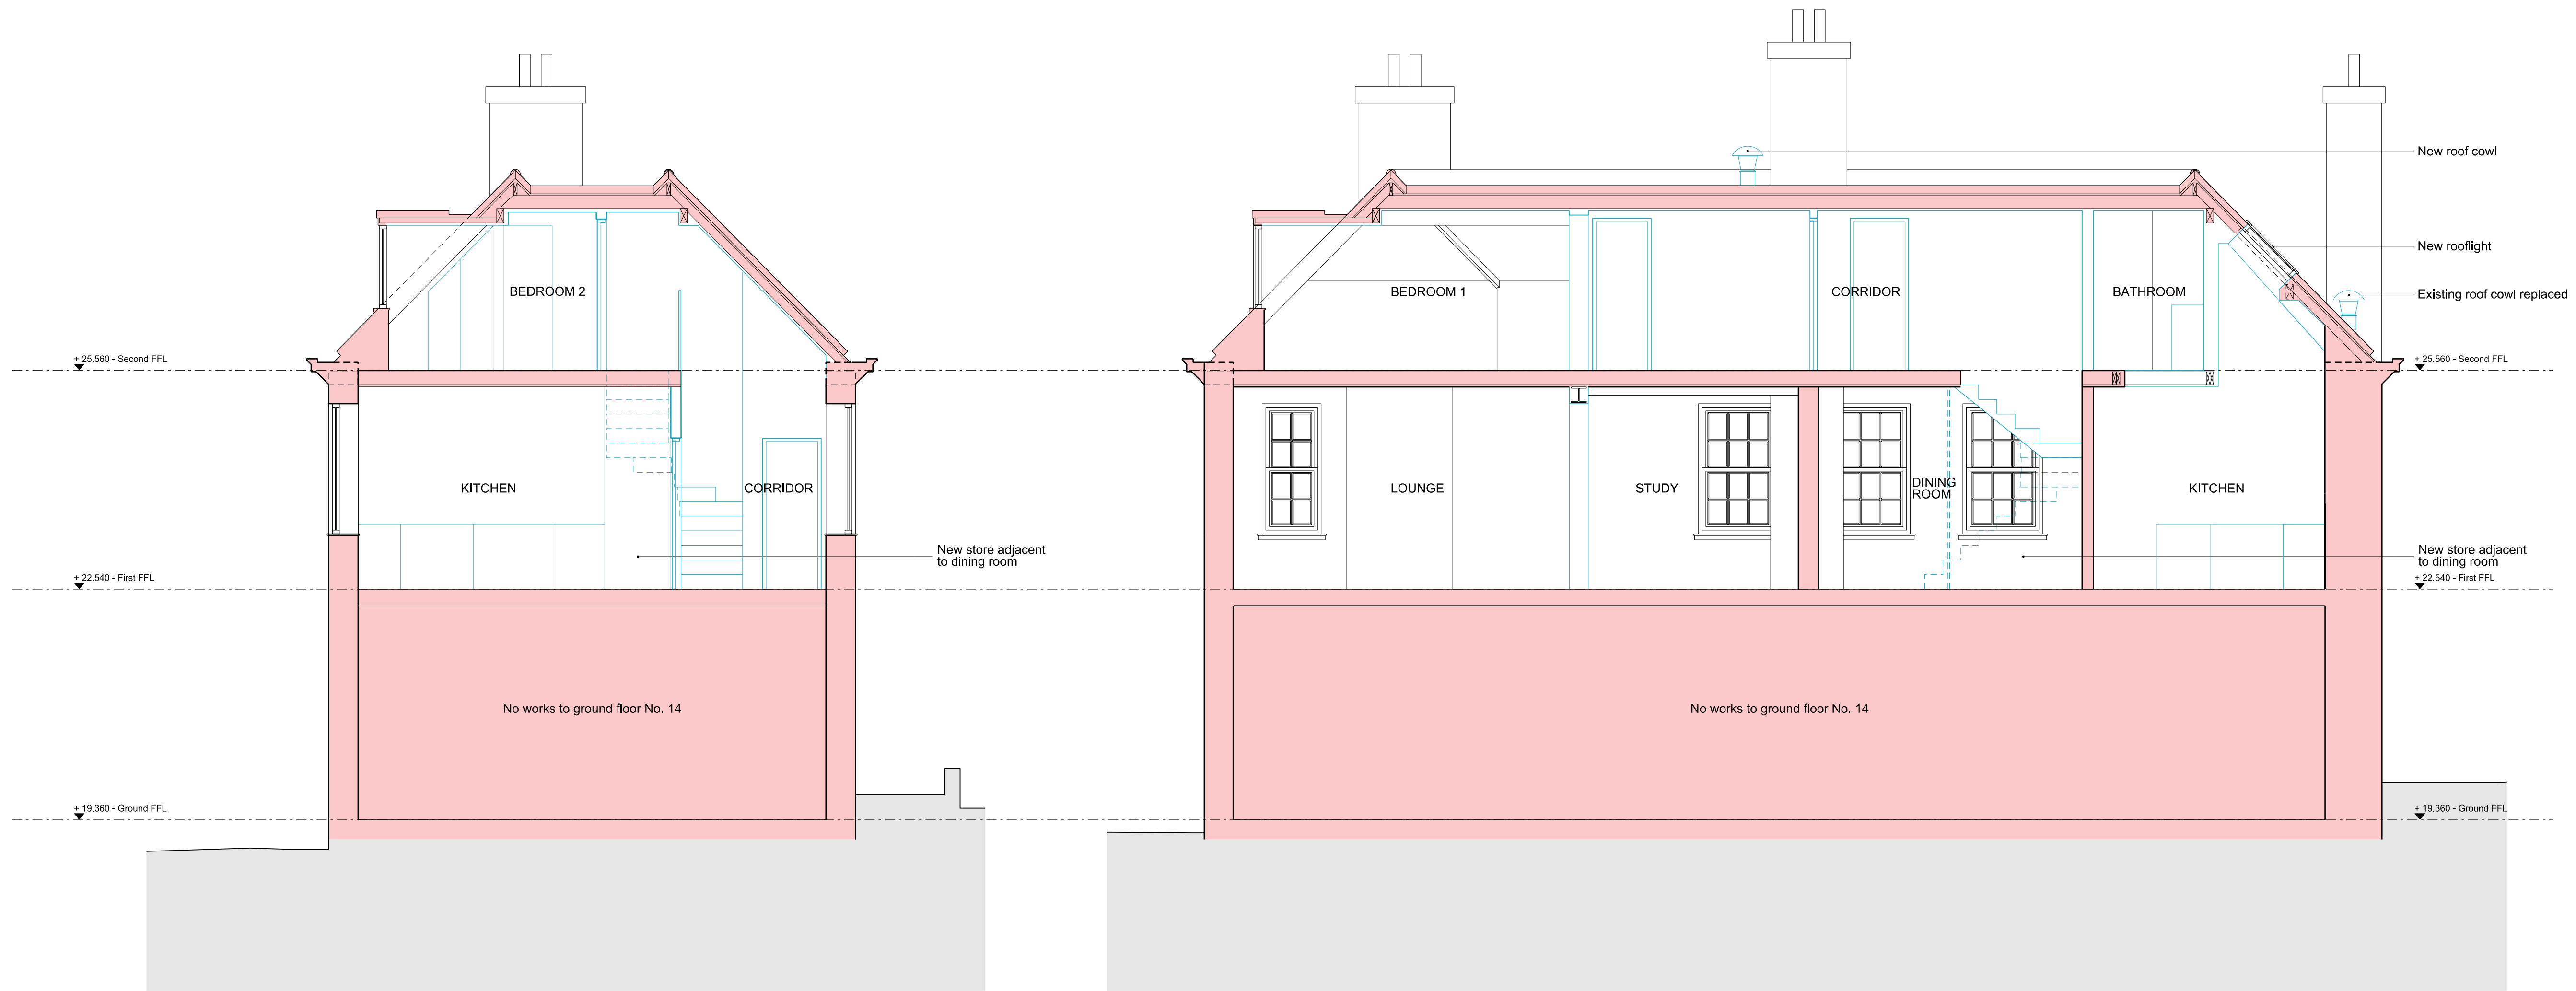 New roof cowl
New rooflight
BEDROOM 2
BEDROOM 1
CORRIDOR
BATHROOM
Existing roof cowl replaced
+ 25.560 - Second FFL
+ 25.560 - Second FFL
KITCHEN
CORRIDOR
LOUNGE
STUDY
DINING
ROOM
KITCHEN
New store adjacent
to dining room
New store adjacent
to dining room
+ 22.540 - First FFL
+ 22.540 - First FFL
No works to ground floor No. 14
No works to ground floor No. 14
+ 19.360 - Ground FFL
+ 19.360 - Ground FFL